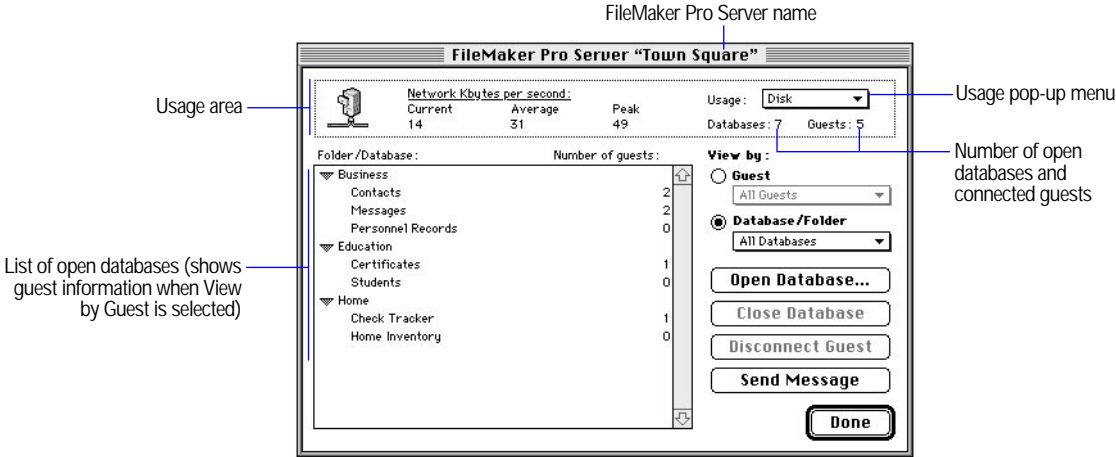 FileMaker Pro Server name
FileMaker Pro Server “Town Square”
Usage area
Network Kbytes per second:
Current Average Peak
14 31 49
Usage: Disk
Databases: 7 Guests: 5
Usage pop-up menu
Number of open
databases and
connected guests
Folder/Database: Number of guests:
Business
Contacts 2
Messages 2
Personnel Records 0
Education
Certificates 1
Students 0
Home
Check Tracker 1
Home Inventory 0
List of open databases (shows
guest information when View
by Guest is selected)
View by:
Guest
All Guests
Database/Folder
All Databases
Open Database...
Close Database
Disconnect Guest
Send Message
Done